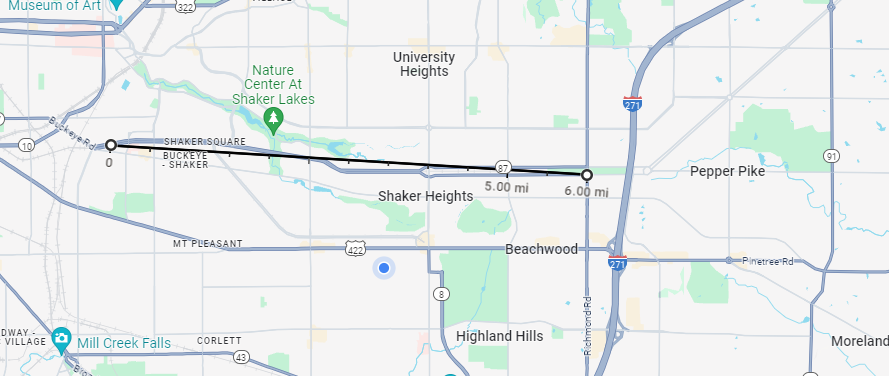 Museum of Art
322
University
Heights
Nature
Center At
Shaker Lakes
271
Buckeye Rd
10
SHAKER SQUARE
0
BUCKEYE
- SHAKER
87
91
5.00 mi
6.00 mi
Pepper Pike
Shaker Heights
MT PLEASANT
422
Beachwood
271
Pinetree Rd
8
Richmond Rd
DWAY -
VILLAGE
Mill Creek Falls
CORLETT
43
Highland Hills
Moreland